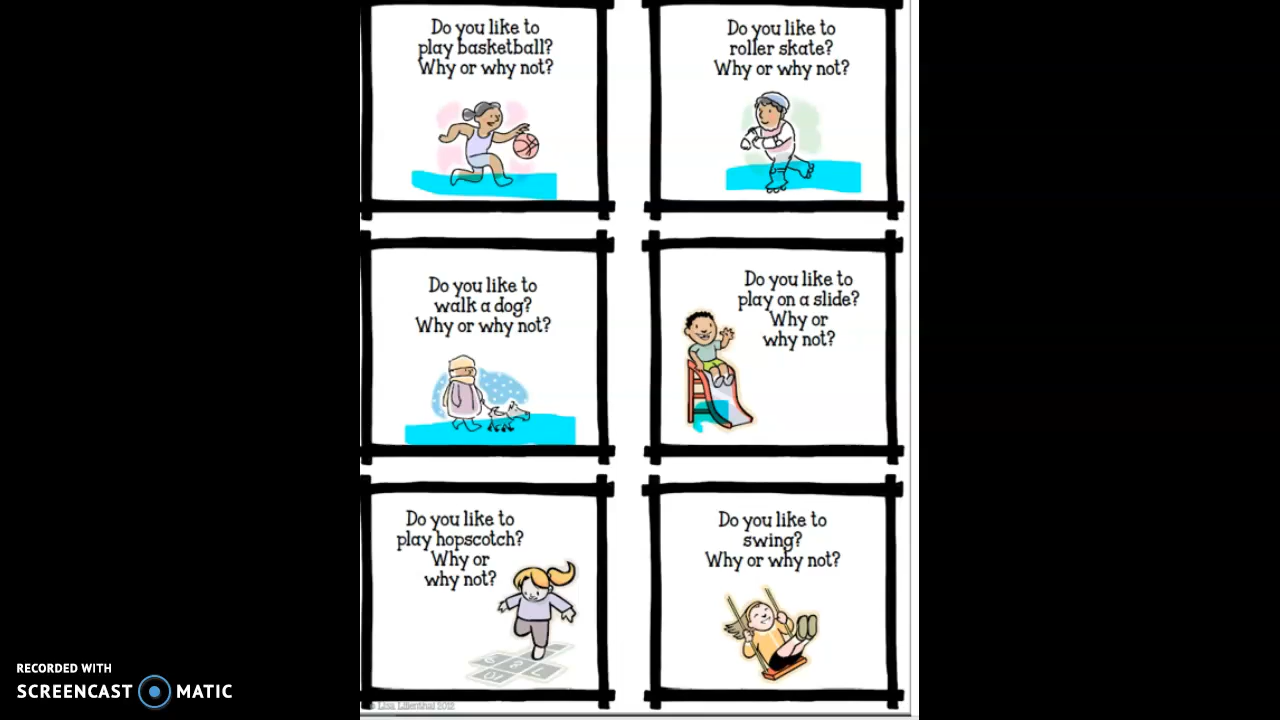 Do you like to
play basketball?
Why or why not?
Do you like to
roller skate?
Why or why not?
Do you like to
walk a dog?
Why or why not?
Do you like to
play on a slide?
Why or
why not?
Do you like to
play hopscotch?
Why or
why not?
Do you like to
swing?
Why or why not?
© Lisa Lilienthal 2012
RECORDED WITH
SCREENCAST MATIC